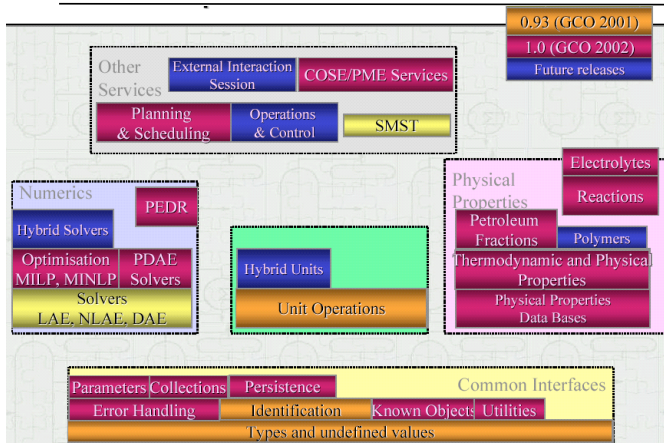 0.93 (GCO 2001)
1.0 (GCO 2002)
Future releases
Other
Services
External Interaction
Session
COSE/PME Services
Planning
& Scheduling
Operations
& Control
SMST
Numerics
PEDR
Hybrid Solvers
Optimisation
MILP, MINLP
PDAE
Solvers
Solvers
LAE, NLAE, DAE
Hybrid Units
Unit Operations
Physical
Properties
Electrolytes
Reactions
Petroleum
Fractions
Polymers
Thermodynamic and Physical
Properties
Physical Properties
Data Bases
Common Interfaces
Parameters
Collections
Persistence
Error Handling
Identification
Known Objects
Utilities
Types and undefined values